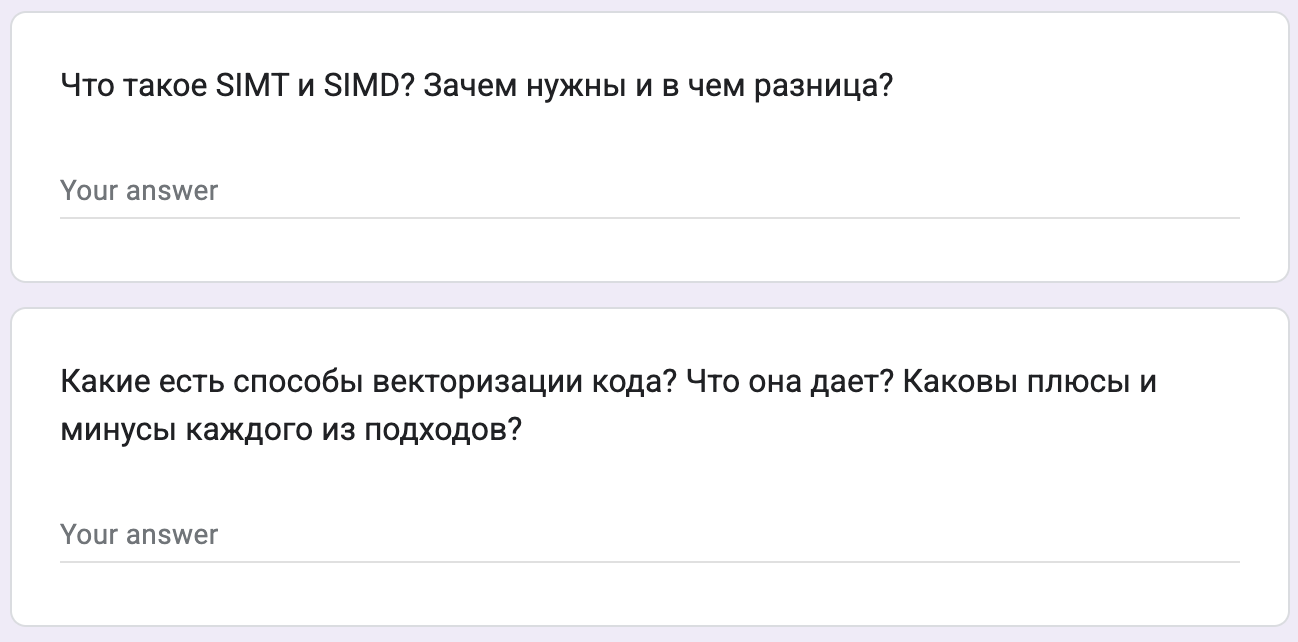 Что такое SIMT и SIMD? Зачем нужны и в чем разница?
Your answer
Какие есть способы векторизации кода? Что она дает? Каковы плюсы и
минусы каждого из подходов?
Your answer